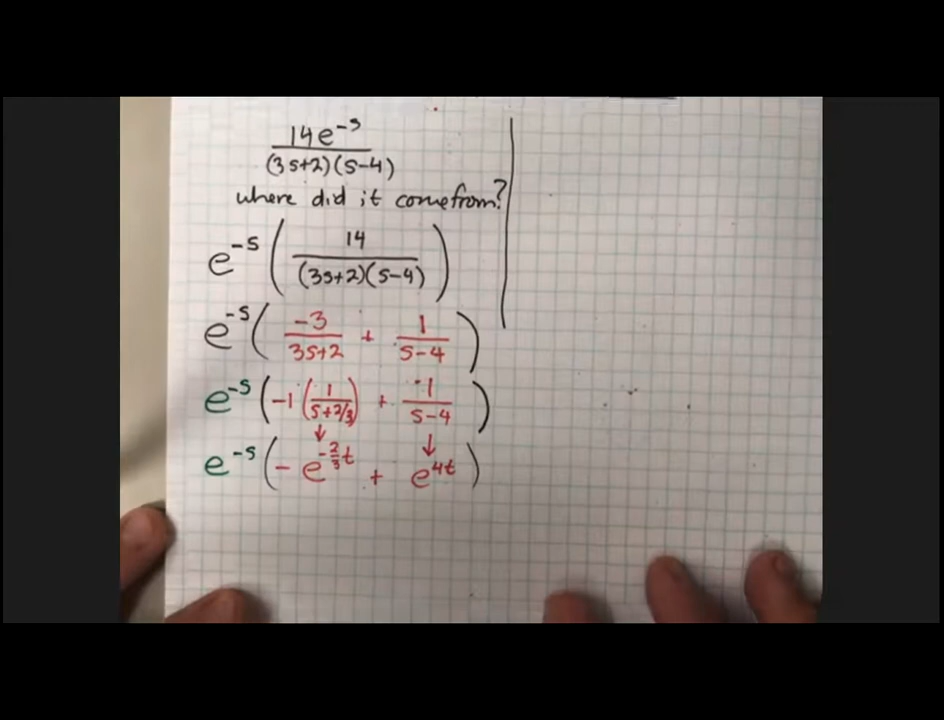 14e^{-s} / (3s+2)(s-4)
where did it come from?
e^{-s} ( 14 / (3s+2)(s-4) )
e^{-s} ( -3 / 3s+2 + 1 / s-4 )
e^{-s} ( -1 ( 1 / s+2/3 ) + 1 / s-4 )
↓ ↓
e^{-s} ( - e^{-2/3 t} + e^{4t} )